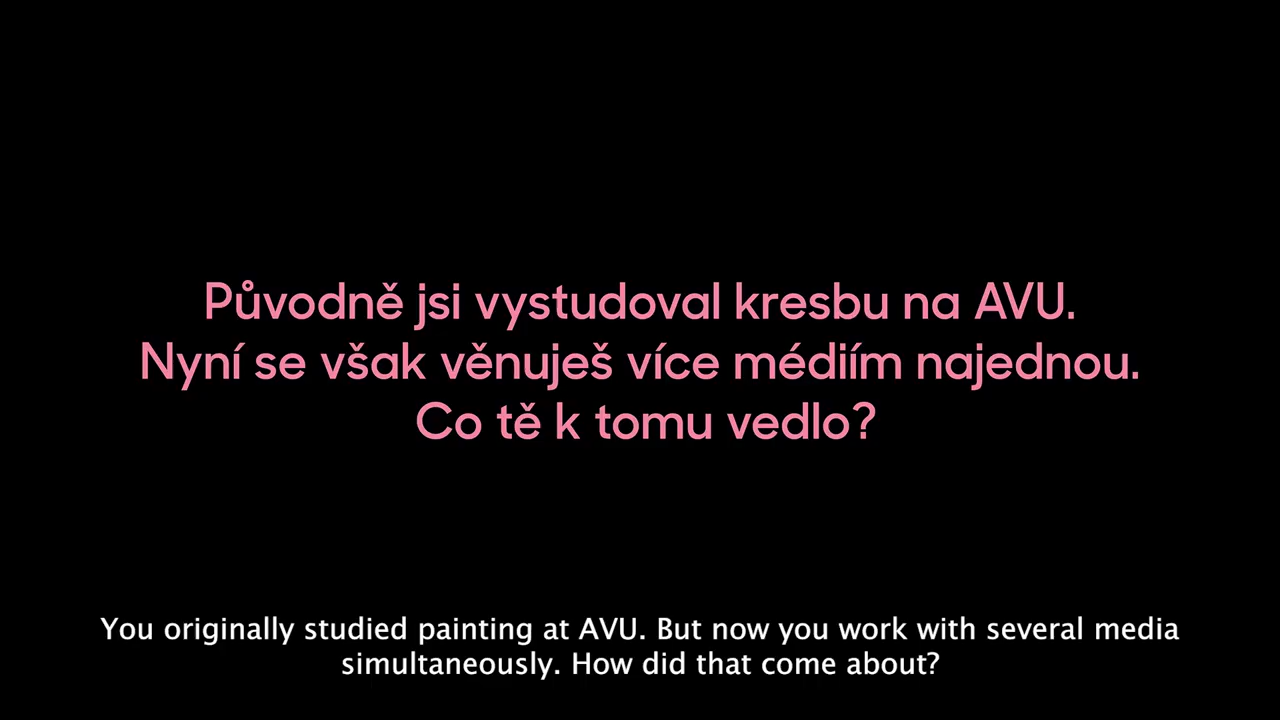 Původně jsi vystudoval kresbu na AVU.
Nyní se však věnuješ více médiím najednou.
Co tě k tomu vedlo?
You originally studied painting at AVU. But now you work with several media
simultaneously. How did that come about?